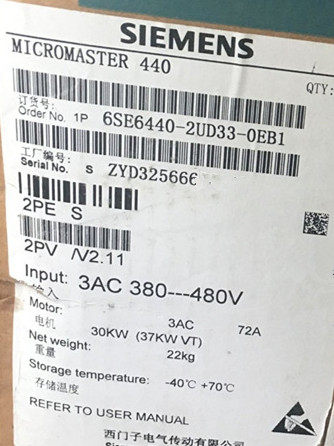 SIEMENS
MICROMASTER 440
QTY:
订货号:
Order No. 1P 6SE6440-2UD33-0EB1
工厂编号:
Serial No. S ZYD325666
2PE S
2PV /V2.11
Input: 3AC 380---480V
输入
Motor: 3AC 72A
电机 30KW (37KW VT)
Net weight: 22kg
重量
Storage temperature: -40℃ +70℃
存储温度
REFER TO USER MANUAL
西门子电气传动有限公